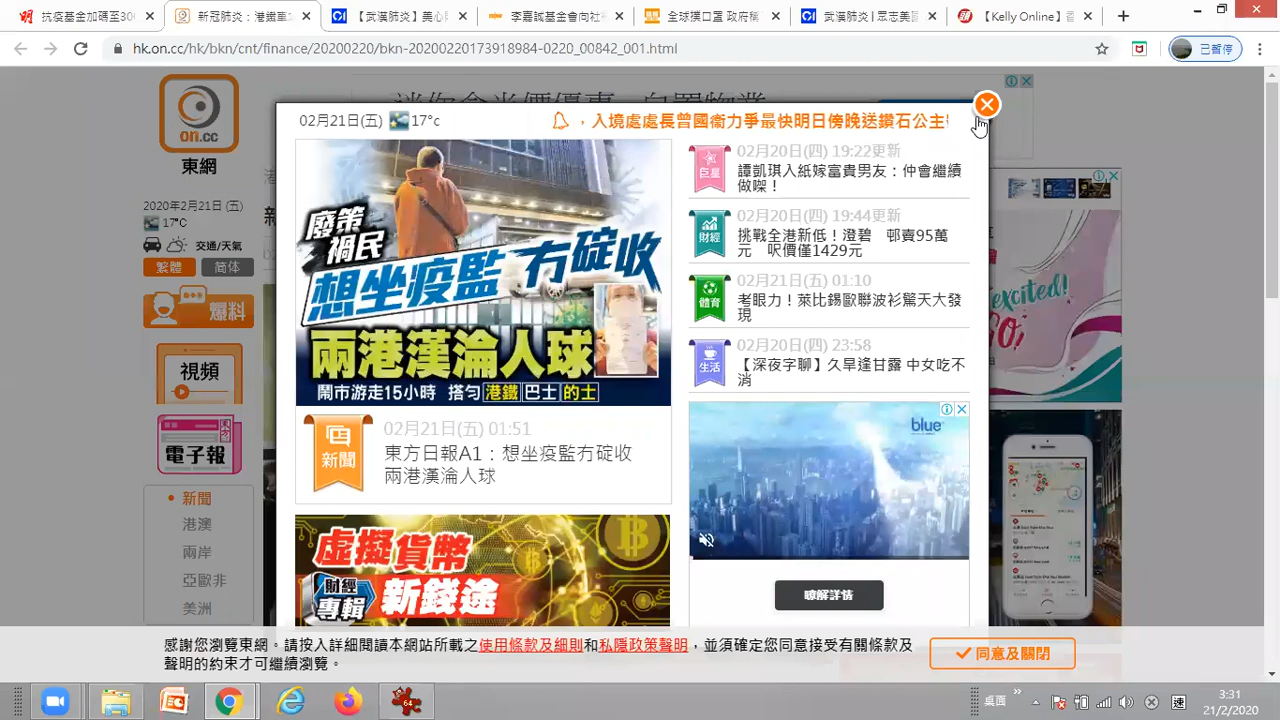 抗疫基金加碼至30
新冠肺炎：港鐵重
【武漢肺炎】美心
李嘉誠基金會向社
全球撲口罩 政府
武漢肺炎 | 眾志美
【Kelly Online】
hk.on.cc/hk/bkn/cnt/finance/20200220/bkn-20200220173918984-0220_00842_001.html
已暫停
on.cc
東網
2020年2月21日 (五)
17°C
交通/天氣
繁體
简体
爆料
視頻
電子報
新聞
港澳
兩岸
亞歐非
美洲
02月21日(五) 17°c
，入境處處長曾國衞力爭最快明日傍晚送鑽石公主
廢策
禍民
想坐疫監 冇碇收
兩港漢淪人球
鬧市游走15小時 搭勻 港鐵 巴士 的士
新聞
02月21日(五) 01:51
東方日報A1：想坐疫監冇碇收
兩港漢淪人球
虛擬貨幣
財經
專輯
新錢途
巨星
02月20日(四) 19:22更新
譚凱琪入紙嫁富貴男友：仲會繼續
做㗎！
財經
02月20日(四) 19:44更新
挑戰全港新低！澄碧邨賣95萬
元 呎價僅1429元
體育
02月21日(五) 01:10
考眼力！萊比錫歐聯波衫驚天大發
現
生活
02月20日(四) 23:58
【深夜字聊】久旱逢甘露 中女吃不
消
blue
瞭解詳情
excited!
感謝您瀏覽東網。請按入詳細閱讀本網站所載之使用條款及細則和私隱政策聲明，並須確定您同意接受有關條款及
聲明的約束才可繼續瀏覽。
同意及關閉
64
桌面
速
3:31
21/2/2020